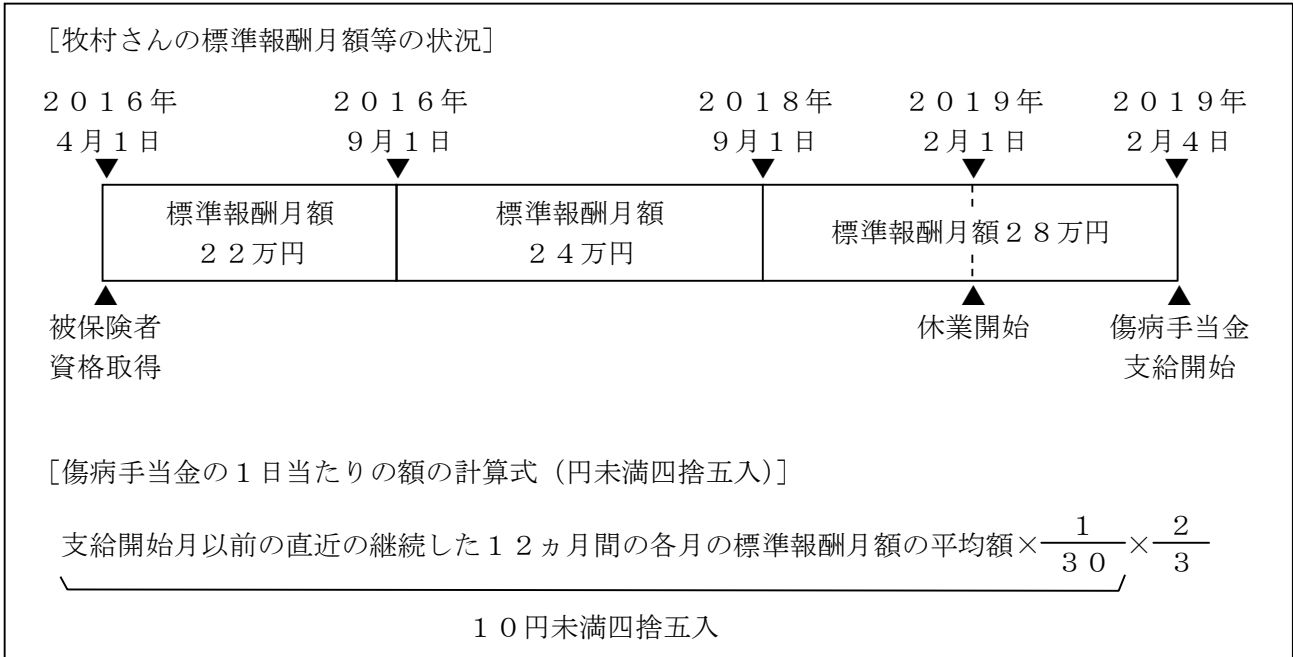 ［牧村さんの標準報酬月額等の状況］
２０１６年 ２０１６年 ２０１８年 ２０１９年 ２０１９年
４月１日 ９月１日 ９月１日 ２月１日 ２月４日
標準報酬月額 標準報酬月額 標準報酬月額２８万円
２２万円 ２４万円
被保険者 休業開始 傷病手当金
資格取得 支給開始
［傷病手当金の１日当たりの額の計算式（円未満四捨五入）］
支給開始月以前の直近の継続した１２ヵ月間の各月の標準報酬月額の平均額×１／３０×２／３
１０円未満四捨五入